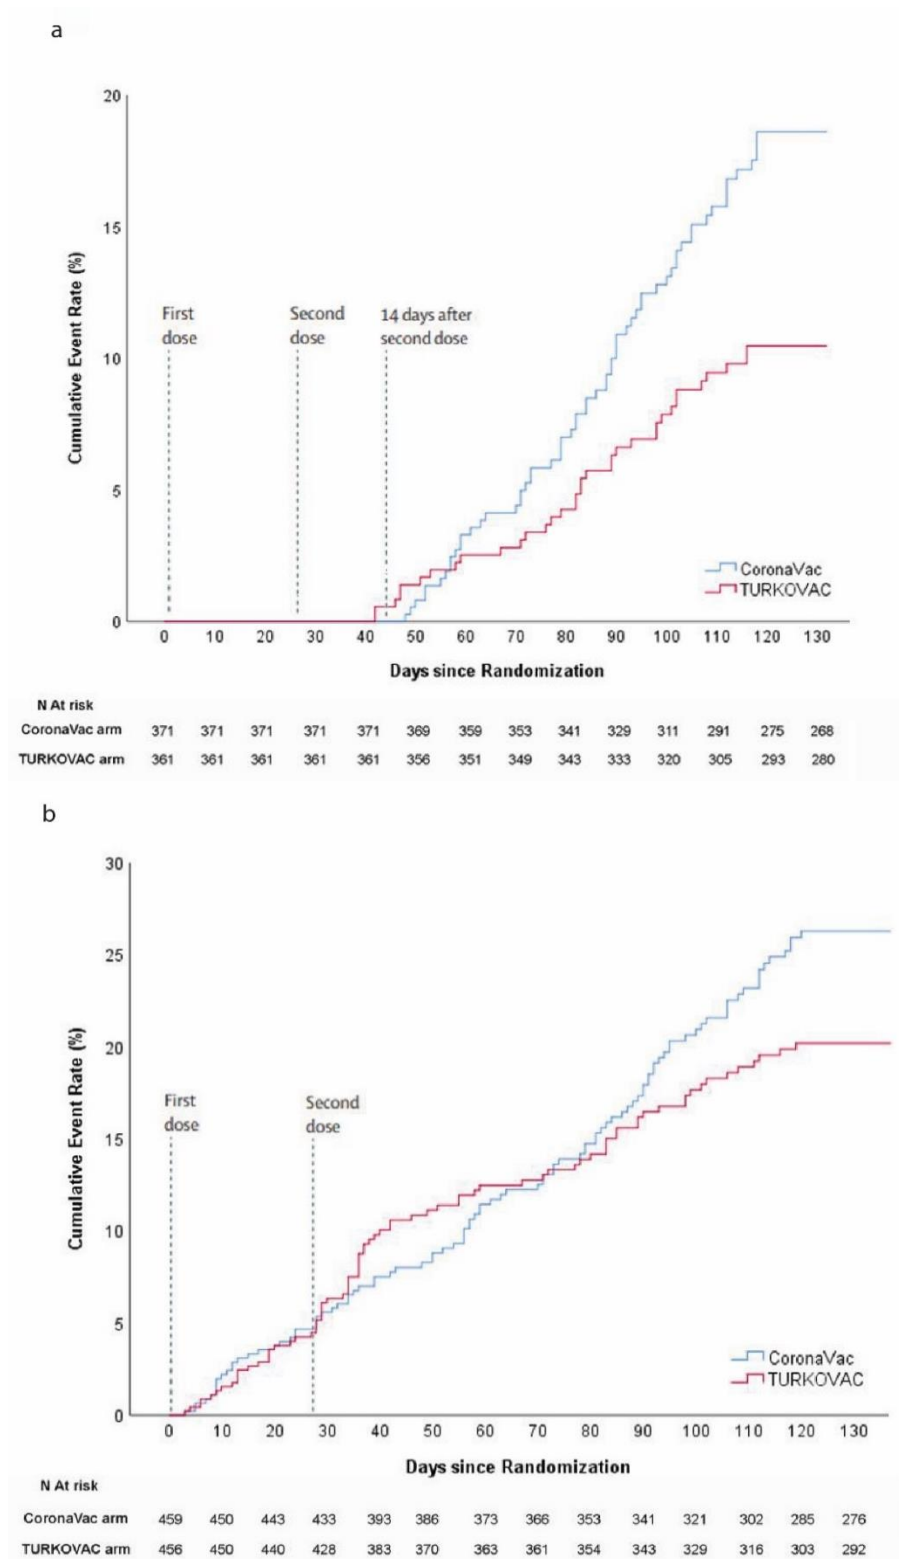 a
20
15
10
5
0
Cumulative Event Rate (%)
First
dose
Second
dose
14 days after
second dose
CoronaVac
TURKOVAC
0 10 20 30 40 50 60 70 80 90 100 110 120 130
Days since Randomization
N At risk
CoronaVac arm 371 371 371 371 371 369 359 353 341 329 311 291 275 268
TURKOVAC arm 361 361 361 361 361 356 351 349 343 333 320 305 293 280
b
30
25
20
15
10
5
0
Cumulative Event Rate (%)
First
dose
Second
dose
CoronaVac
TURKOVAC
0 10 20 30 40 50 60 70 80 90 100 110 120 130
Days since Randomization
N At risk
CoronaVac arm 459 450 443 433 393 386 373 366 353 341 321 302 285 276
TURKOVAC arm 456 450 440 428 383 370 363 361 354 343 329 316 303 292